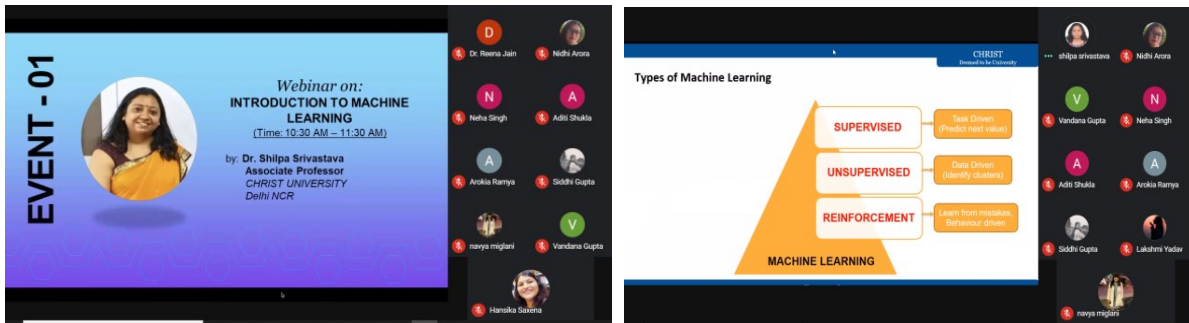 EVENT - 01
Webinar on:
INTRODUCTION TO MACHINE
LEARNING
(Time: 10:30 AM – 11:30 AM)
by: Dr. Shilpa Srivastava
Associate Professor
CHRIST UNIVERSITY
Delhi NCR
D
Dr. Reena Jain
Nidhi Arora
N
Neha Singh
A
Aditi Shukla
A
Arokia Ramya
Siddhi Gupta
navya miglani
V
Vandana Gupta
Hansika Saxena
CHRIST
Deemed to be University
Types of Machine Learning
SUPERVISED
Task Driven
(Predict next value)
UNSUPERVISED
Data Driven
(Identify clusters)
REINFORCEMENT
Learn from mistakes,
Behaviour driven
MACHINE LEARNING
shilpa srivastava
Nidhi Arora
V
Vandana Gupta
N
Neha Singh
A
Aditi Shukla
A
Arokia Ramya
Siddhi Gupta
Lakshmi Yadav
navya miglani